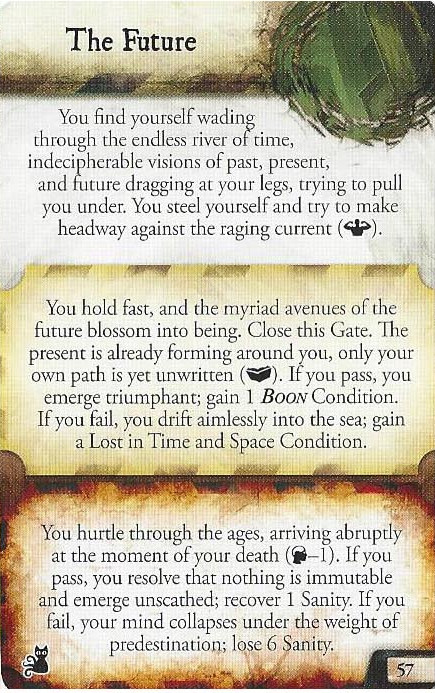 The Future
You find yourself wading
through the endless river of time,
indecipherable visions of past, present,
and future dragging at your legs, trying to pull
you under. You steel yourself and try to make
headway against the raging current ( ).
You hold fast, and the myriad avenues of the
future blossom into being. Close this Gate. The
present is already forming around you, only your
own path is yet unwritten ( ). If you pass, you
emerge triumphant; gain 1 BOON Condition.
If you fail, you drift aimlessly into the sea; gain
a Lost in Time and Space Condition.
You hurtle through the ages, arriving abruptly
at the moment of your death ( –1). If you
pass, you resolve that nothing is immutable
and emerge unscathed; recover 1 Sanity. If you
fail, your mind collapses under the weight of
predestination; lose 6 Sanity.
57